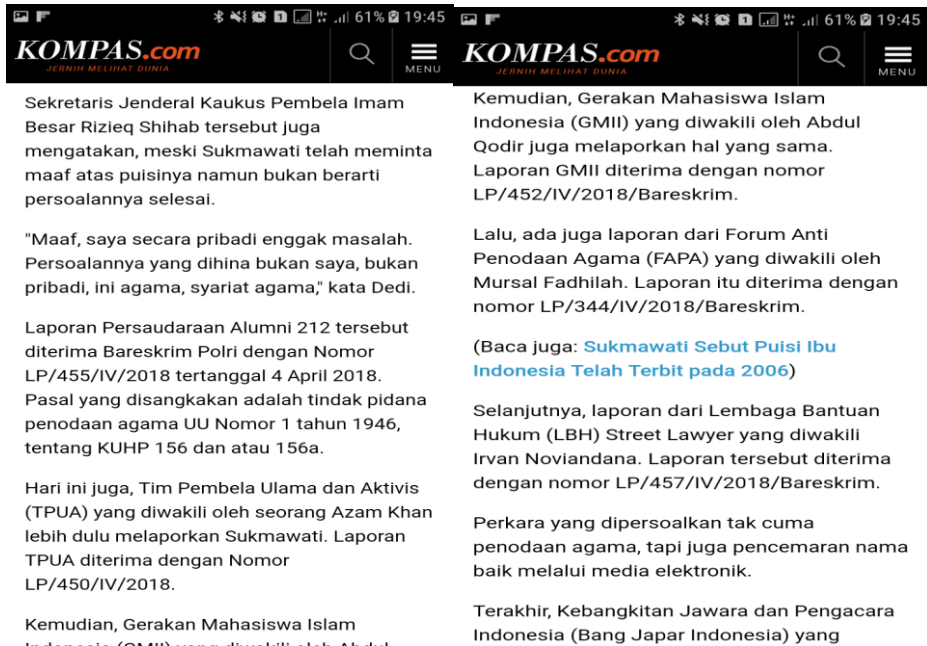 61% 19:45
KOMPAS.com
JERNIH MELIHAT DUNIA
MENU
Sekretaris Jenderal Kaukus Pembela Imam
Besar Rizieq Shihab tersebut juga
mengatakan, meski Sukmawati telah meminta
maaf atas puisinya namun bukan berarti
persoalannya selesai.
"Maaf, saya secara pribadi enggak masalah.
Persoalannya yang dihina bukan saya, bukan
pribadi, ini agama, syariat agama," kata Dedi.
Laporan Persaudaraan Alumni 212 tersebut
diterima Bareskrim Polri dengan Nomor
LP/455/IV/2018 tertanggal 4 April 2018.
Pasal yang disangkakan adalah tindak pidana
penodaan agama UU Nomor 1 tahun 1946,
tentang KUHP 156 dan atau 156a.
Hari ini juga, Tim Pembela Ulama dan Aktivis
(TPUA) yang diwakili oleh seorang Azam Khan
lebih dulu melaporkan Sukmawati. Laporan
TPUA diterima dengan Nomor
LP/450/IV/2018.
Kemudian, Gerakan Mahasiswa Islam
Indonesia (GMII) yang diwakili oleh Abdul
61% 19:45
KOMPAS.com
JERNIH MELIHAT DUNIA
MENU
Kemudian, Gerakan Mahasiswa Islam
Indonesia (GMII) yang diwakili oleh Abdul
Qodir juga melaporkan hal yang sama.
Laporan GMII diterima dengan nomor
LP/452/IV/2018/Bareskrim.
Lalu, ada juga laporan dari Forum Anti
Penodaan Agama (FAPA) yang diwakili oleh
Mursal Fadhilah. Laporan itu diterima dengan
nomor LP/344/IV/2018/Bareskrim.
(Baca juga: Sukmawati Sebut Puisi Ibu
Indonesia Telah Terbit pada 2006)
Selanjutnya, laporan dari Lembaga Bantuan
Hukum (LBH) Street Lawyer yang diwakili
Irvan Noviandana. Laporan tersebut diterima
dengan nomor LP/457/IV/2018/Bareskrim.
Perkara yang dipersoalkan tak cuma
penodaan agama, tapi juga pencemaran nama
baik melalui media elektronik.
Terakhir, Kebangkitan Jawara dan Pengacara
Indonesia (Bang Japar Indonesia) yang